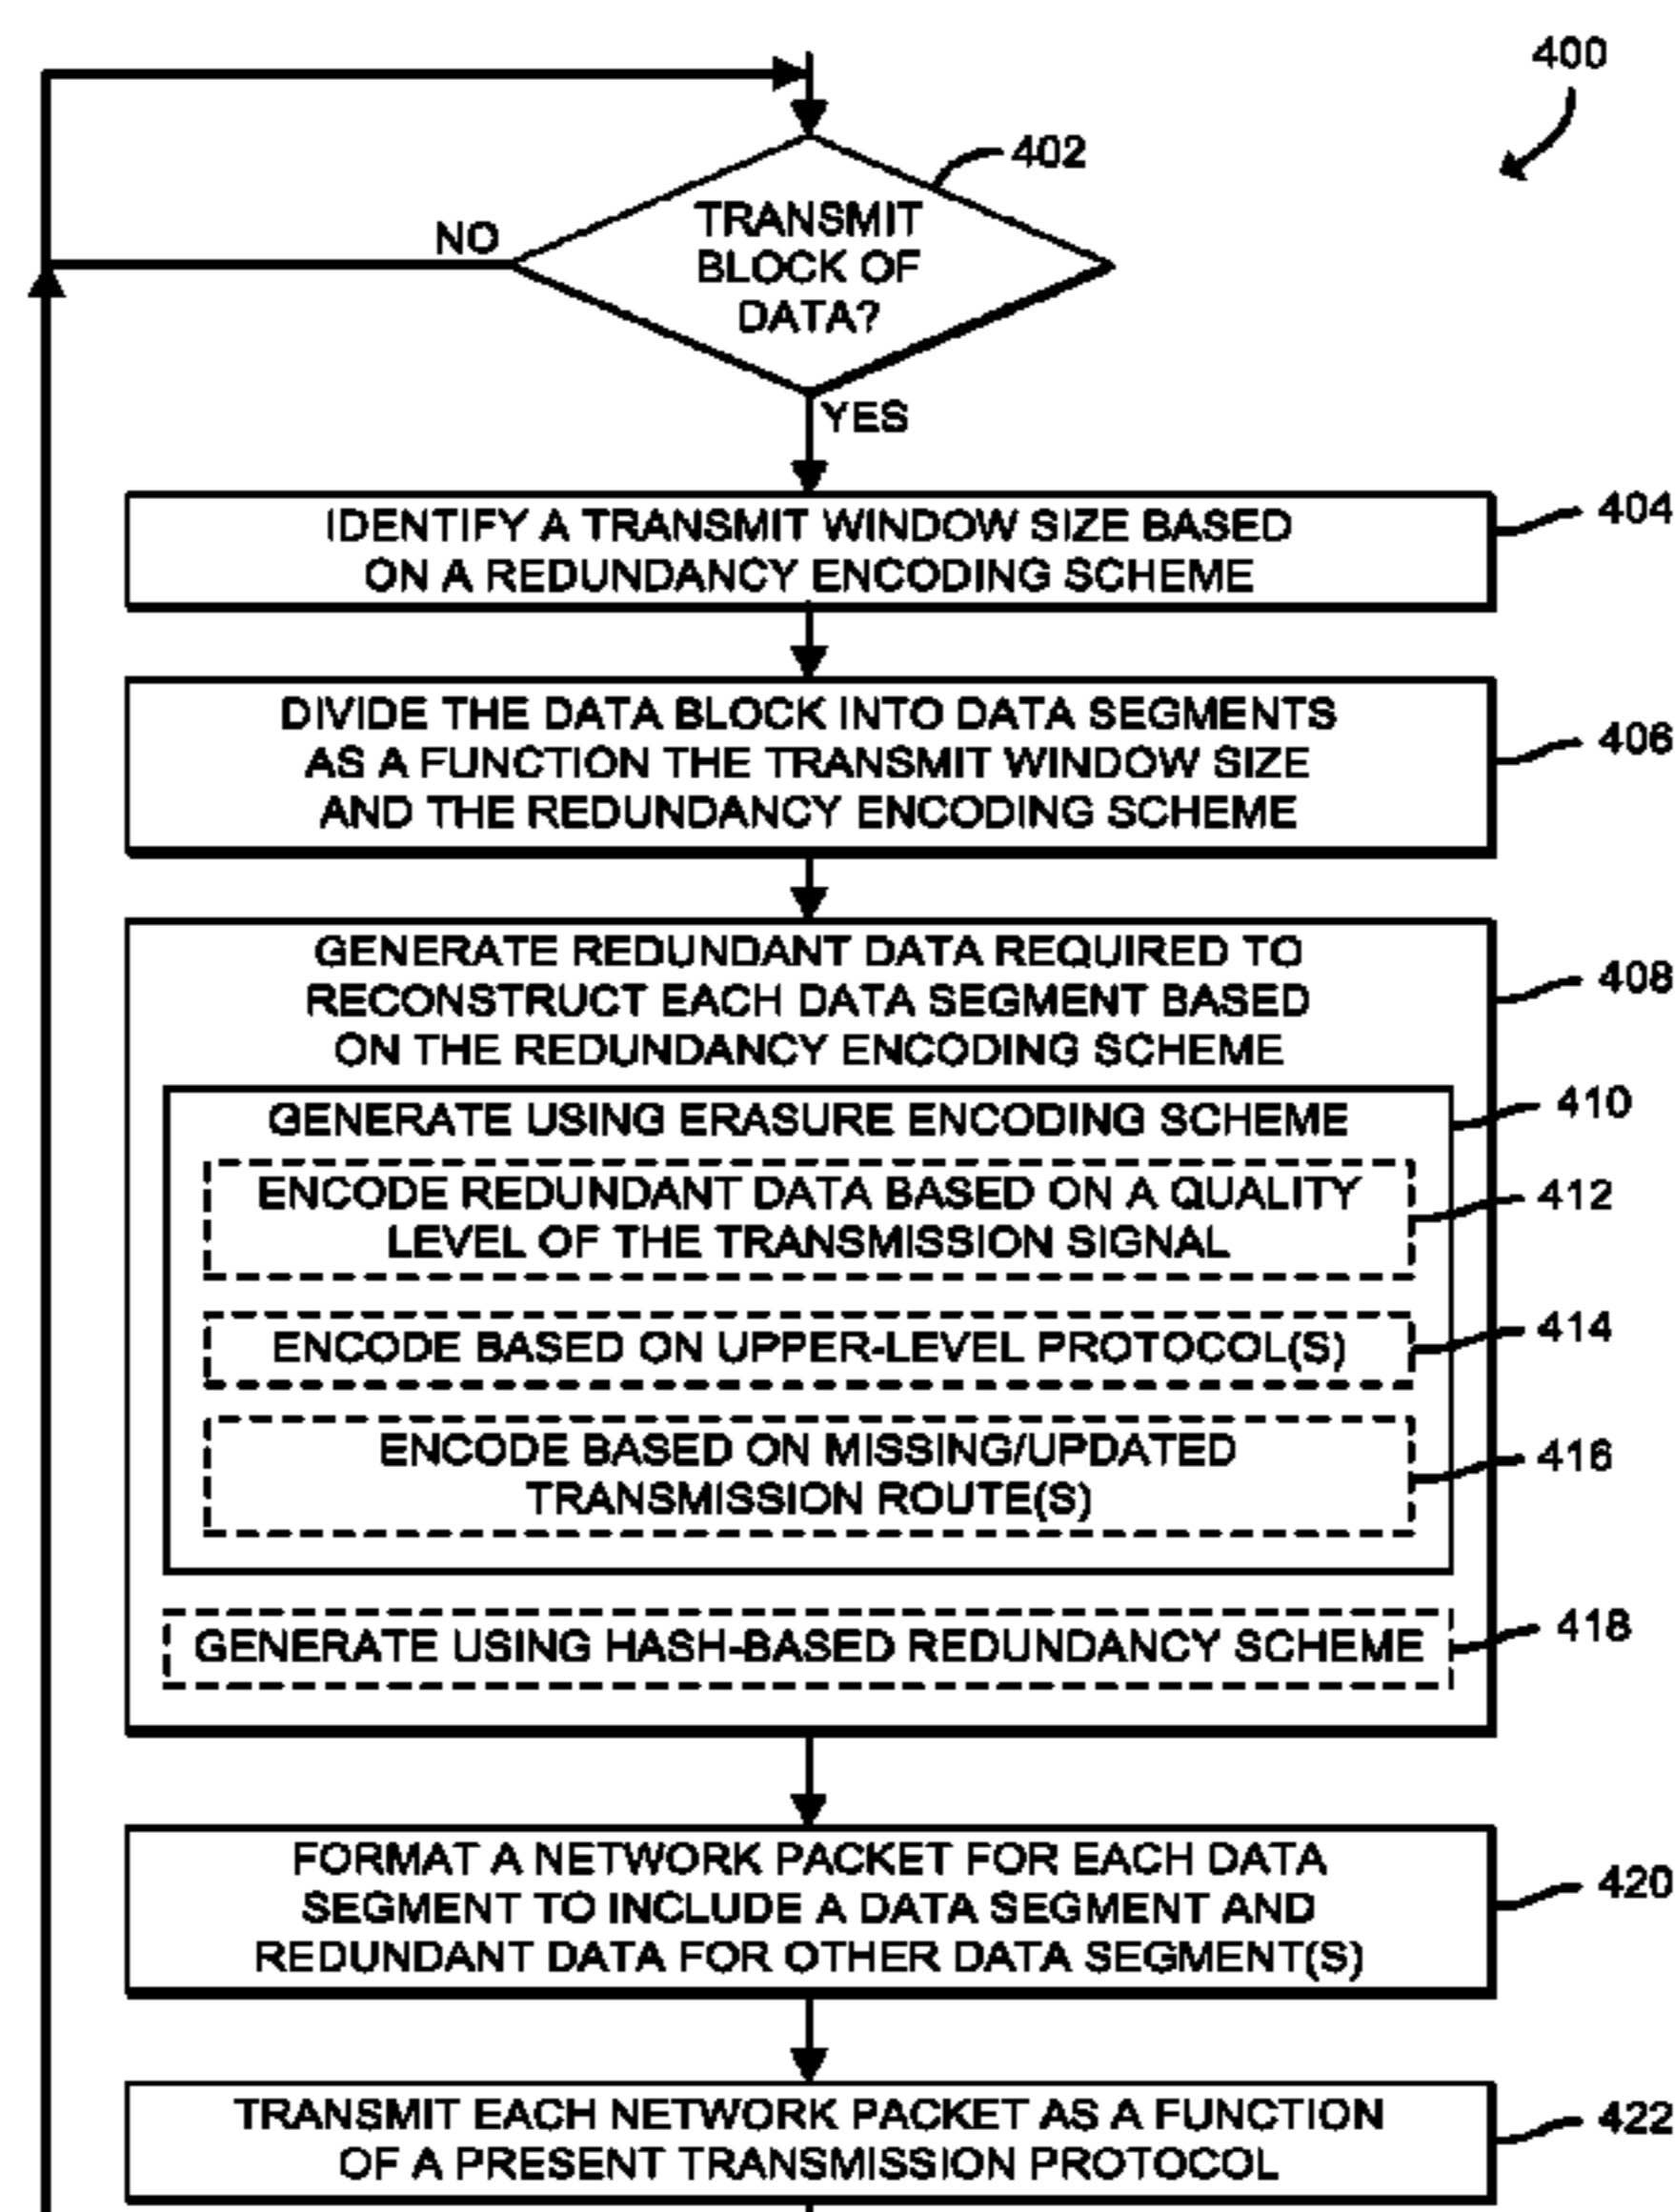 400
402
TRANSMIT
BLOCK OF
DATA?
NO
YES
IDENTIFY A TRANSMIT WINDOW SIZE BASED
ON A REDUNDANCY ENCODING SCHEME
404
DIVIDE THE DATA BLOCK INTO DATA SEGMENTS
AS A FUNCTION THE TRANSMIT WINDOW SIZE
AND THE REDUNDANCY ENCODING SCHEME
406
GENERATE REDUNDANT DATA REQUIRED TO
RECONSTRUCT EACH DATA SEGMENT BASED
ON THE REDUNDANCY ENCODING SCHEME
408
GENERATE USING ERASURE ENCODING SCHEME
410
ENCODE REDUNDANT DATA BASED ON A QUALITY
LEVEL OF THE TRANSMISSION SIGNAL
412
ENCODE BASED ON UPPER-LEVEL PROTOCOL(S)
414
ENCODE BASED ON MISSING/UPDATED
TRANSMISSION ROUTE(S)
416
GENERATE USING HASH-BASED REDUNDANCY SCHEME
418
FORMAT A NETWORK PACKET FOR EACH DATA
SEGMENT TO INCLUDE A DATA SEGMENT AND
REDUNDANT DATA FOR OTHER DATA SEGMENT(S)
420
TRANSMIT EACH NETWORK PACKET AS A FUNCTION
OF A PRESENT TRANSMISSION PROTOCOL
422